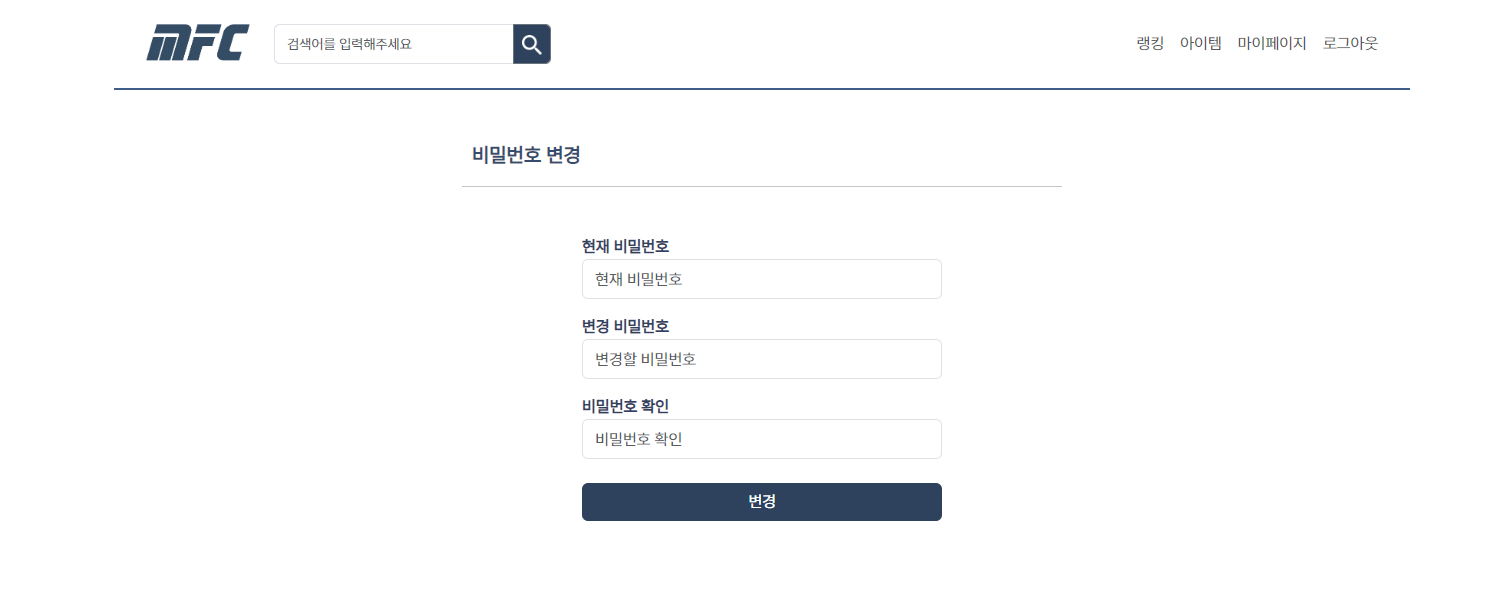 MFC
검색어를 입력해주세요
랭킹 아이템 마이페이지 로그아웃
비밀번호 변경
현재 비밀번호
현재 비밀번호
변경 비밀번호
변경할 비밀번호
비밀번호 확인
비밀번호 확인
변경